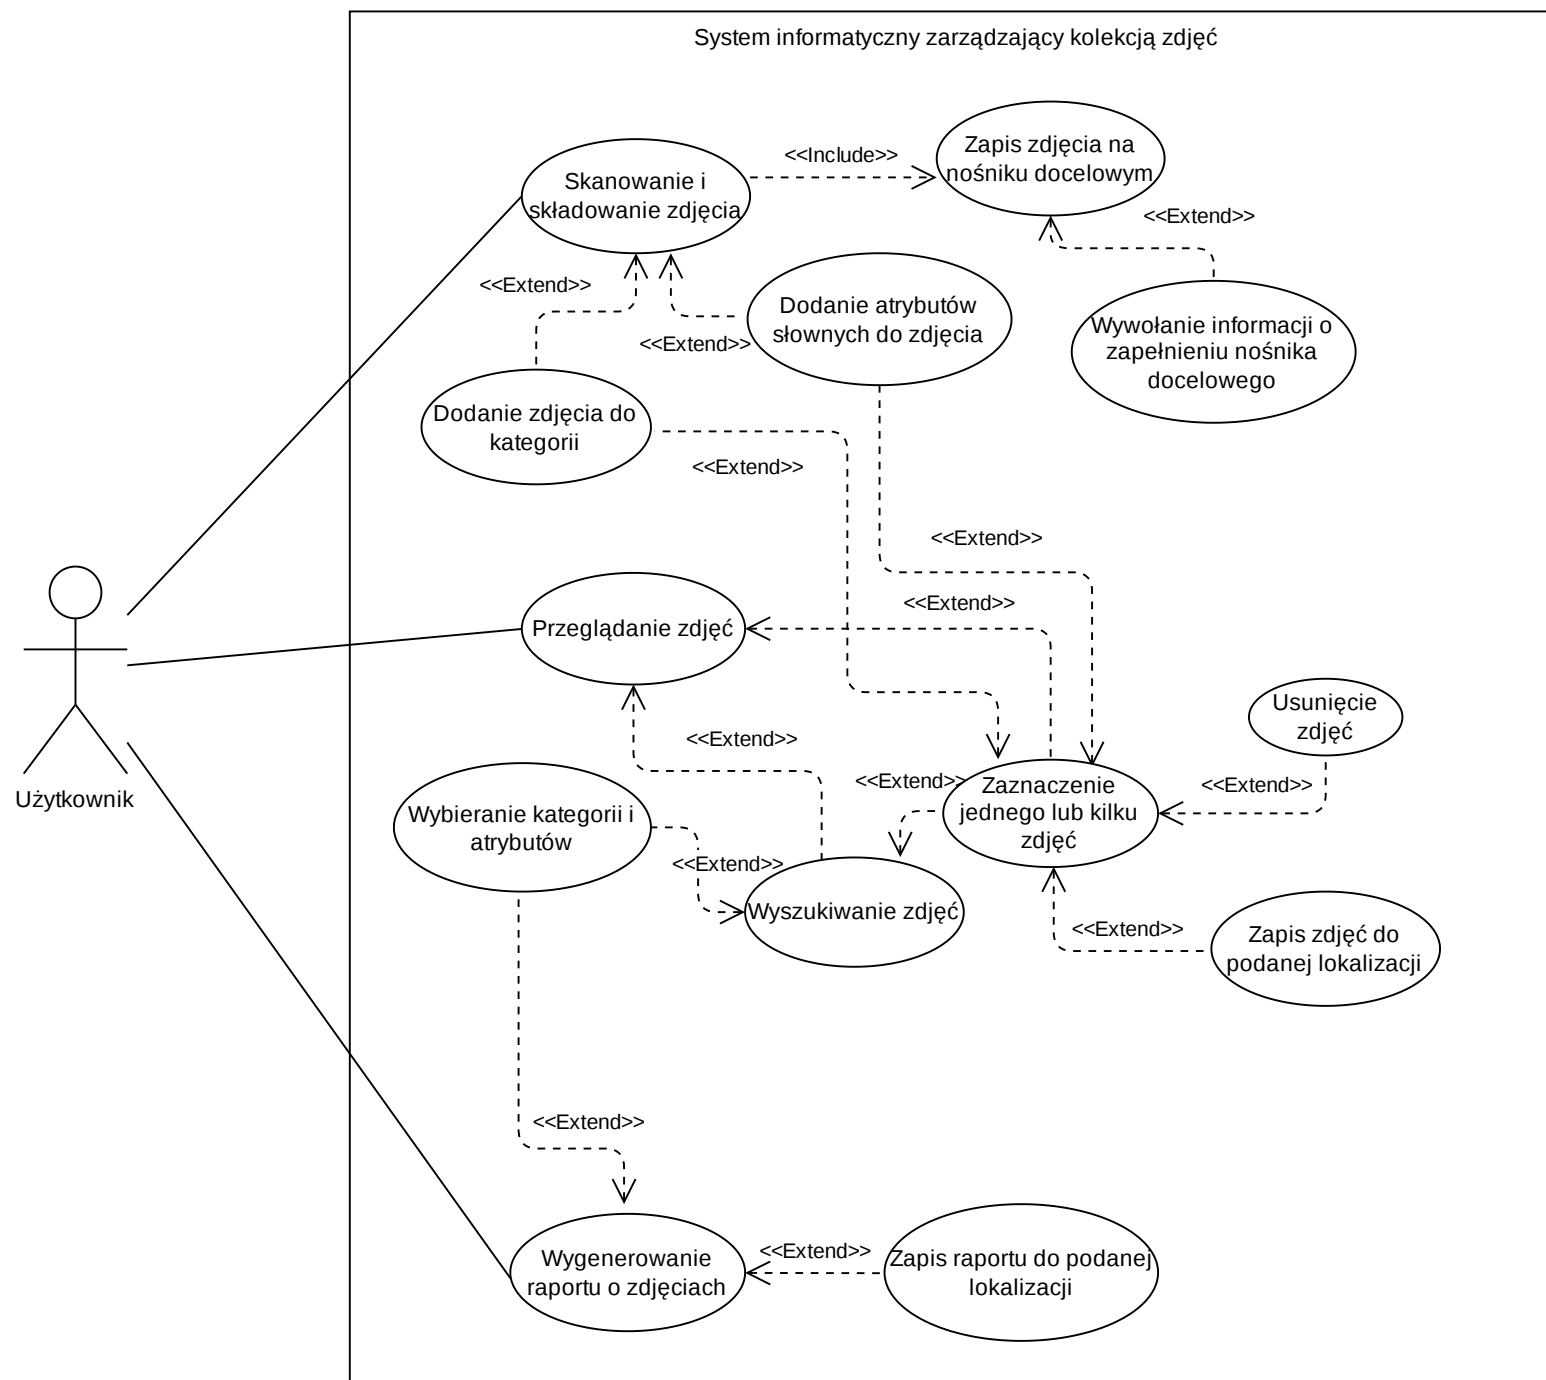 System informatyczny zarządzający kolekcją zdjęć
Zapis zdjęcia na
nośniku docelowym
<<Include>>
Skanowanie i
składowanie zdjęcia
<<Extend>>
<<Extend>>
Dodanie atrybutów
słownych do zdjęcia
<<Extend>>
Wywołanie informacji o
zapełnieniu nośnika
docelowego
Dodanie zdjęcia do
kategorii
<<Extend>>
<<Extend>>
<<Extend>>
Przeglądanie zdjęć
Usunięcie
zdjęć
<<Extend>>
<<Extend>>
Zaznaczenie
jednego lub kilku
zdjęć
<<Extend>>
Użytkownik
Wybieranie kategorii i
atrybutów
<<Extend>>
Wyszukiwanie zdjęć
<<Extend>>
Zapis zdjęć do
podanej lokalizacji
<<Extend>>
Wygenerowanie
raportu o zdjęciach
<<Extend>>
Zapis raportu do podanej
lokalizacji